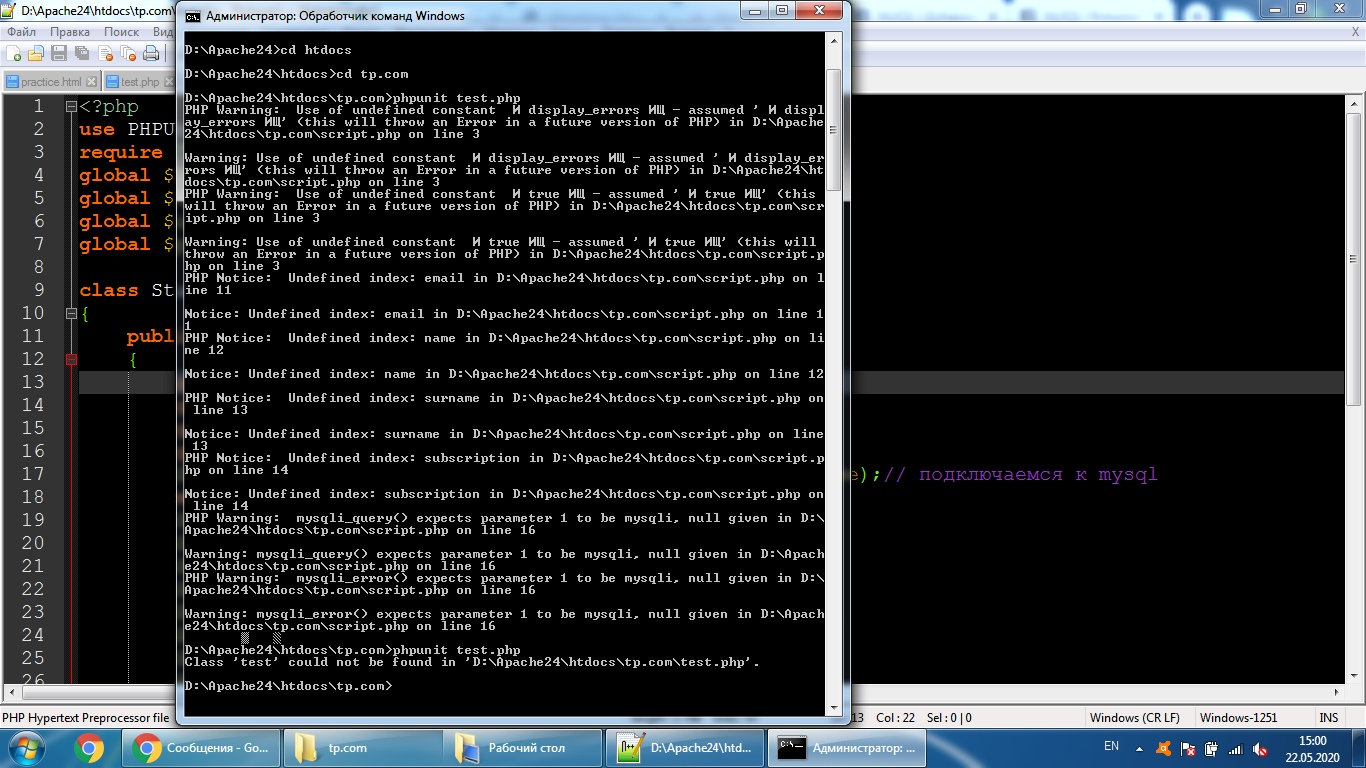 D:\Apache24\htdocs\tp.com\
Администратор: Обработчик команд Windows
Файл Правка Поиск Ви
practice.html
test.php
1 <?php
2 use PHPU
3 require
4 global $
5 global $
6 global $
7 global $
8
9 class St
10 {
11 publ
12 {
13
14
15
16
17 e);// подключаемся к mysql
18
19
20
21
22
23
24
25
26
D:\Apache24>cd htdocs
D:\Apache24\htdocs>cd tp.com
D:\Apache24\htdocs\tp.com>phpunit test.php
PHP Warning:  Use of undefined constant  И display_errors ИЩ - assumed ' И displ
ay_errors ИЩ' (this will throw an Error in a future version of PHP) in D:\Apache
24\htdocs\tp.com\script.php on line 3
Warning: Use of undefined constant  И display_errors ИЩ - assumed ' И display_er
rors ИЩ' (this will throw an Error in a future version of PHP) in D:\Apache24\ht
docs\tp.com\script.php on line 3
PHP Warning:  Use of undefined constant  И true ИЩ - assumed ' И true ИЩ' (this
will throw an Error in a future version of PHP) in D:\Apache24\htdocs\tp.com\scr
ipt.php on line 3
Warning: Use of undefined constant  И true ИЩ - assumed ' И true ИЩ' (this will
throw an Error in a future version of PHP) in D:\Apache24\htdocs\tp.com\script.p
hp on line 3
PHP Notice:  Undefined index: email in D:\Apache24\htdocs\tp.com\script.php on l
ine 11
Notice: Undefined index: email in D:\Apache24\htdocs\tp.com\script.php on line 1
1
PHP Notice:  Undefined index: name in D:\Apache24\htdocs\tp.com\script.php on li
ne 12
Notice: Undefined index: name in D:\Apache24\htdocs\tp.com\script.php on line 12
PHP Notice:  Undefined index: surname in D:\Apache24\htdocs\tp.com\script.php on
 line 13
Notice: Undefined index: surname in D:\Apache24\htdocs\tp.com\script.php on line
 13
PHP Notice:  Undefined index: subscription in D:\Apache24\htdocs\tp.com\script.p
hp on line 14
Notice: Undefined index: subscription in D:\Apache24\htdocs\tp.com\script.php on
 line 14
PHP Warning:  mysqli_query() expects parameter 1 to be mysqli, null given in D:\
Apache24\htdocs\tp.com\script.php on line 16
Warning: mysqli_query() expects parameter 1 to be mysqli, null given in D:\Apach
e24\htdocs\tp.com\script.php on line 16
PHP Warning:  mysqli_error() expects parameter 1 to be mysqli, null given in D:\
Apache24\htdocs\tp.com\script.php on line 16
Warning: mysqli_error() expects parameter 1 to be mysqli, null given in D:\Apach
e24\htdocs\tp.com\script.php on line 16
D:\Apache24\htdocs\tp.com>phpunit test.php
Class 'test' could not be found in 'D:\Apache24\htdocs\tp.com\test.php'.
D:\Apache24\htdocs\tp.com>
PHP Hypertext Preprocessor file
13 Col : 22 Sel : 0 | 0
Windows (CR LF)
Windows-1251
INS
Сообщения - Go...
tp.com
Рабочий стол
D:\Apache24\htd...
Администратор: ...
EN
15:00
22.05.2020